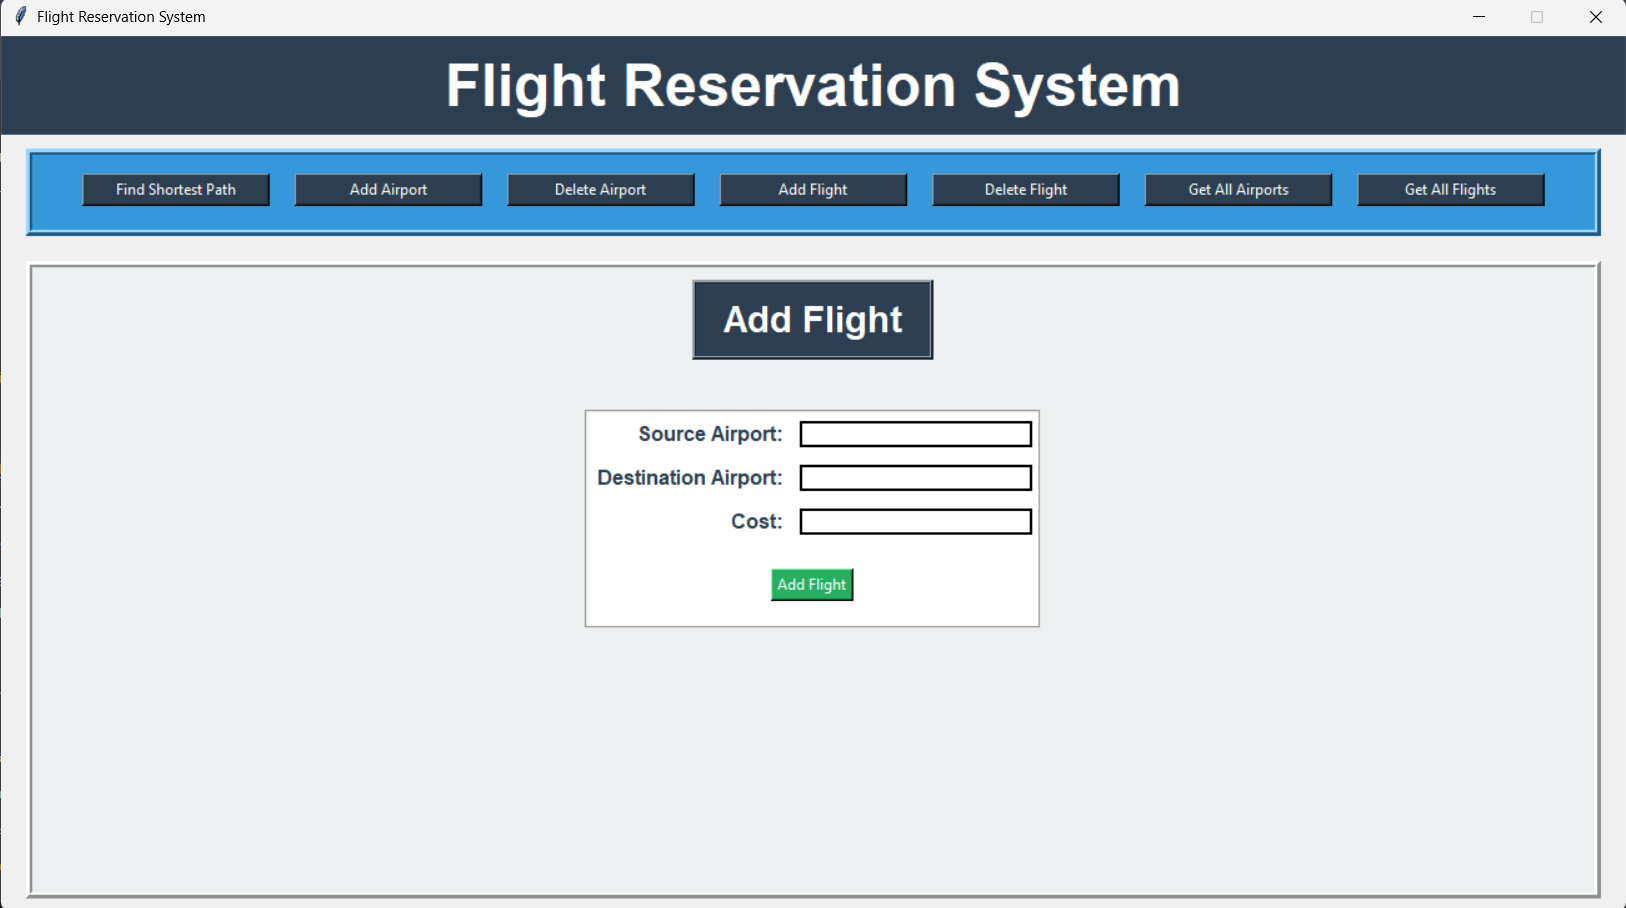 Flight Reservation System
Flight Reservation System
Find Shortest Path Add Airport Delete Airport Add Flight Delete Flight Get All Airports Get All Flights
Add Flight
Source Airport:
Destination Airport:
Cost:
Add Flight